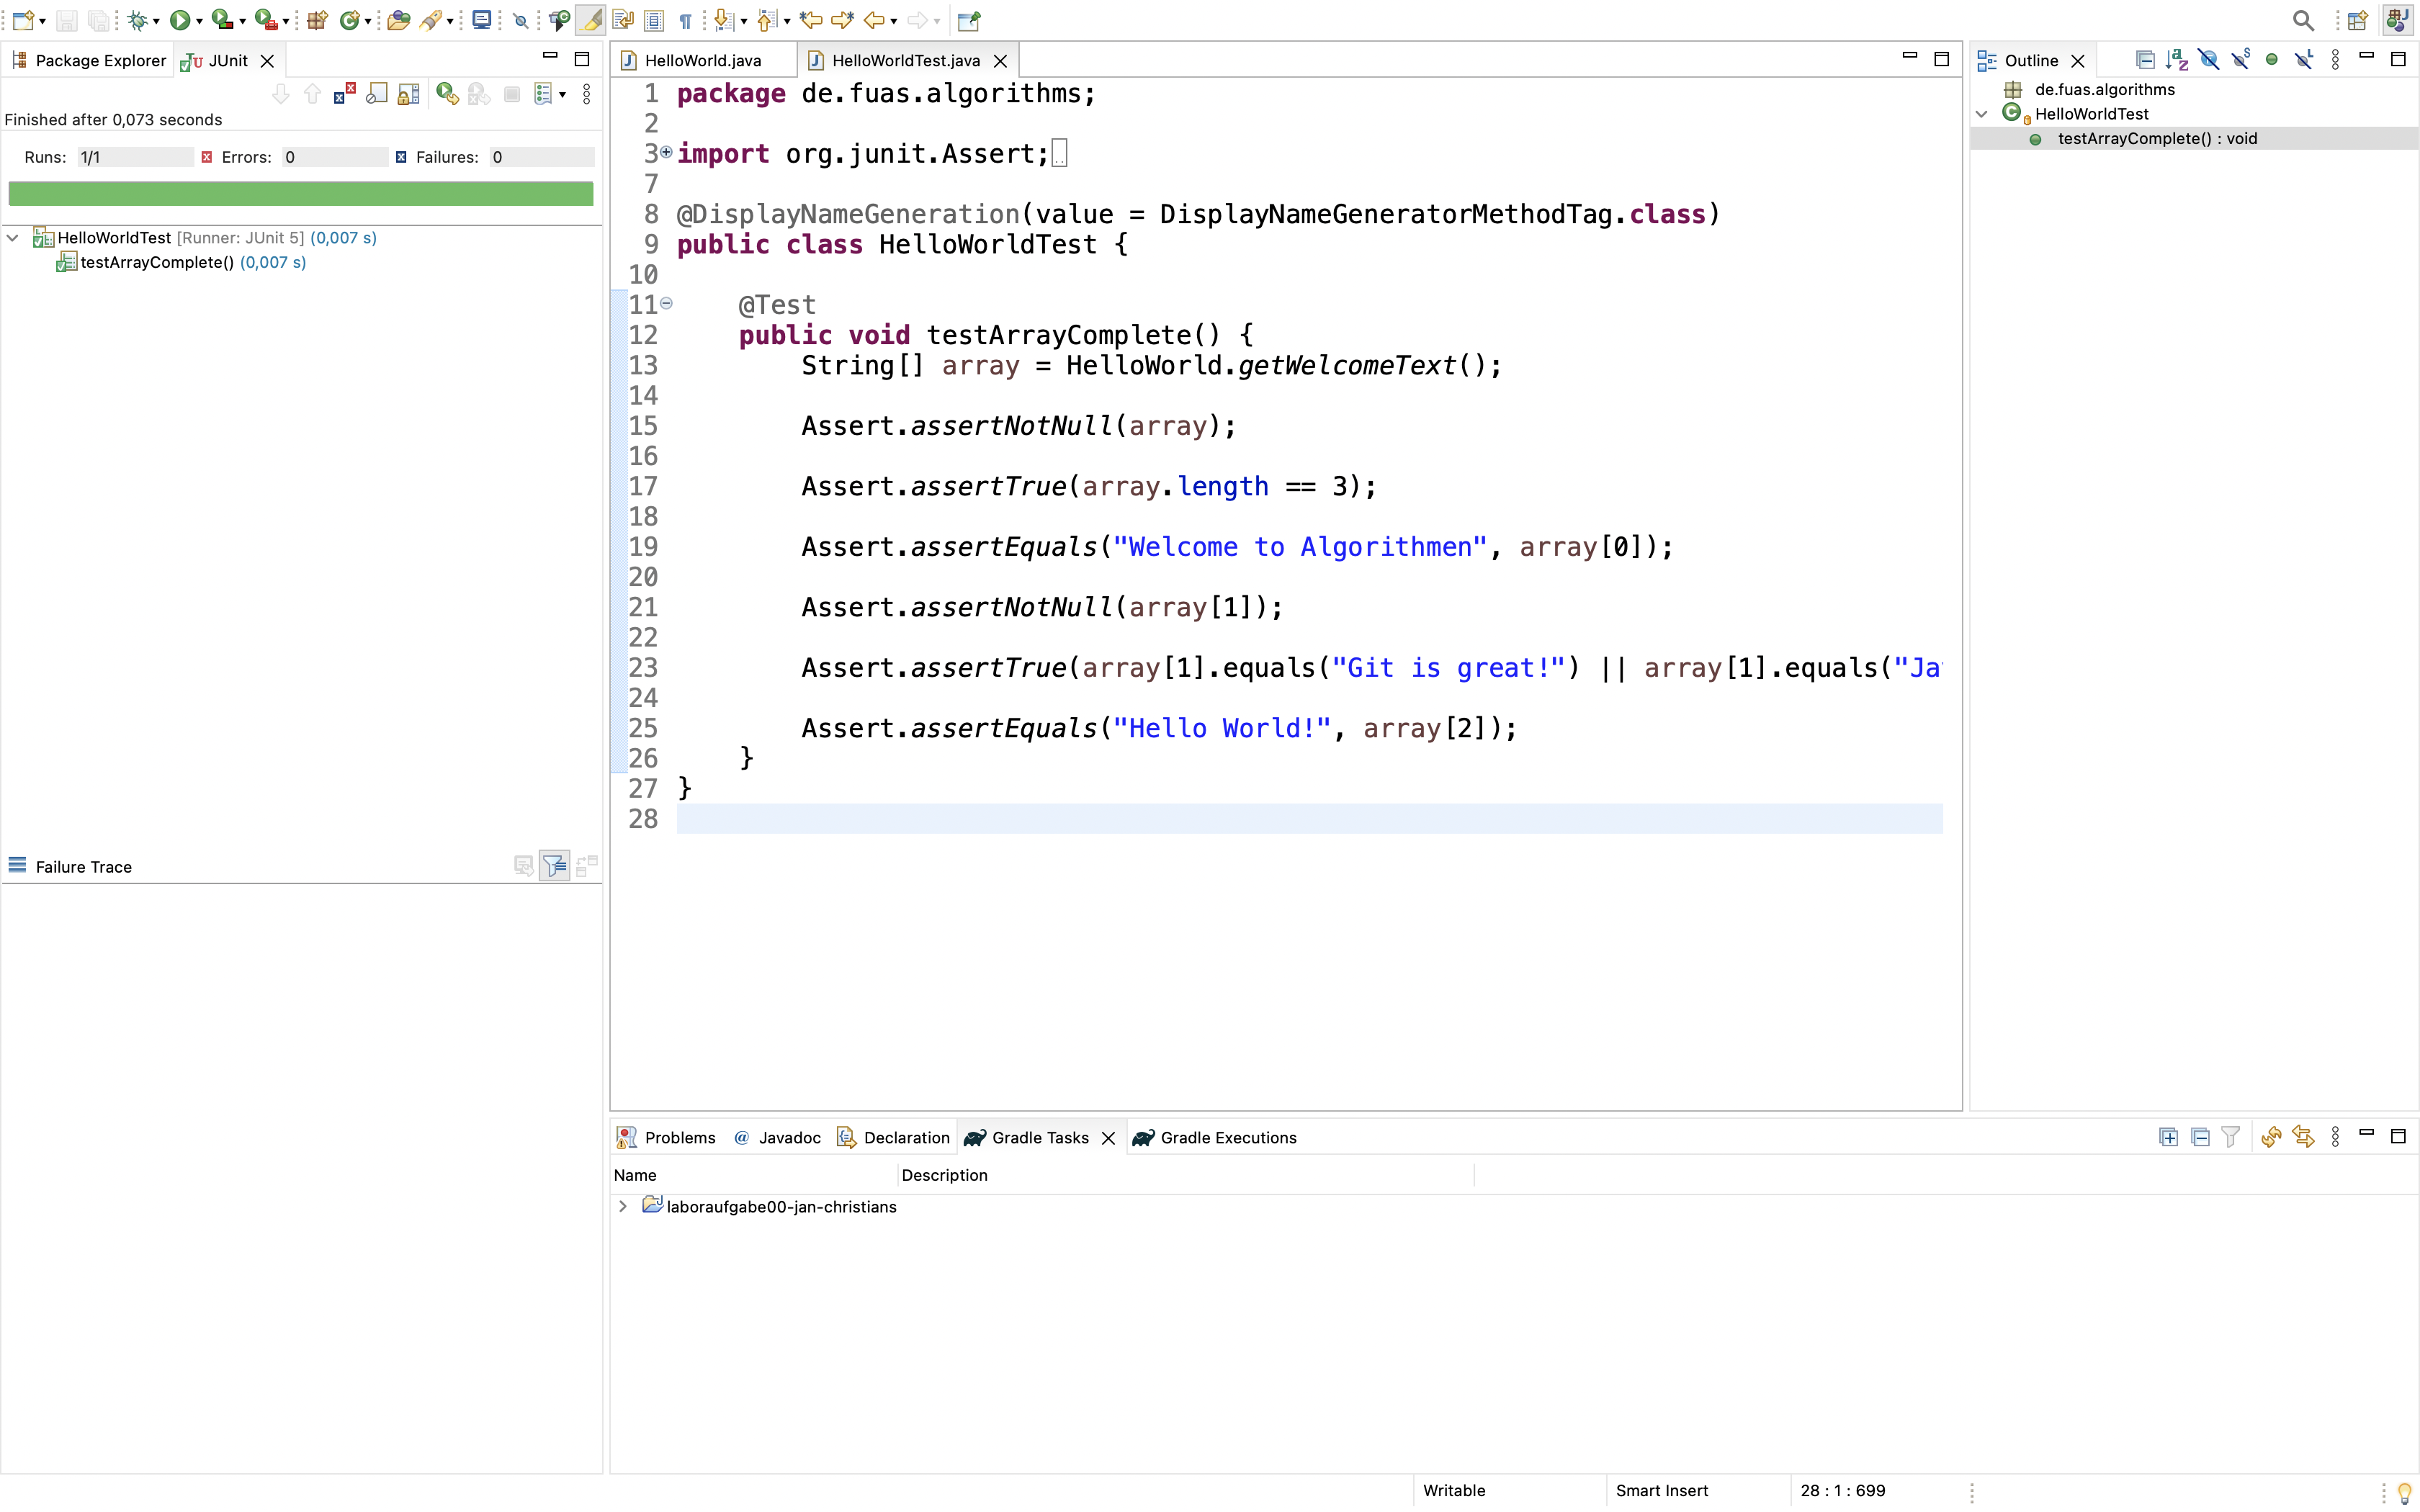 Package Explorer
JUnit
Finished after 0,073 seconds
Runs: 1/1 Errors: 0 Failures: 0
HelloWorldTest [Runner: JUnit 5] (0,007 s)
testArrayComplete() (0,007 s)
Failure Trace
HelloWorld.java
HelloWorldTest.java
1 package de.fuas.algorithms;
2
3 import org.junit.Assert;
7
8 @DisplayNameGeneration(value = DisplayNameGeneratorMethodTag.class)
9 public class HelloWorldTest {
10
11 @Test
12 public void testArrayComplete() {
13 String[] array = HelloWorld.getWelcomeText();
14
15 Assert.assertNotNull(array);
16
17 Assert.assertTrue(array.length == 3);
18
19 Assert.assertEquals("Welcome to Algorithmen", array[0]);
20
21 Assert.assertNotNull(array[1]);
22
23 Assert.assertTrue(array[1].equals("Git is great!") || array[1].equals("Ja
24
25 Assert.assertEquals("Hello World!", array[2]);
26 }
27 }
28
Outline
de.fuas.algorithms
HelloWorldTest
testArrayComplete() : void
Problems
Javadoc
Declaration
Gradle Tasks
Gradle Executions
Name Description
laboraufgabe00-jan-christians
Writable Smart Insert 28 : 1 : 699